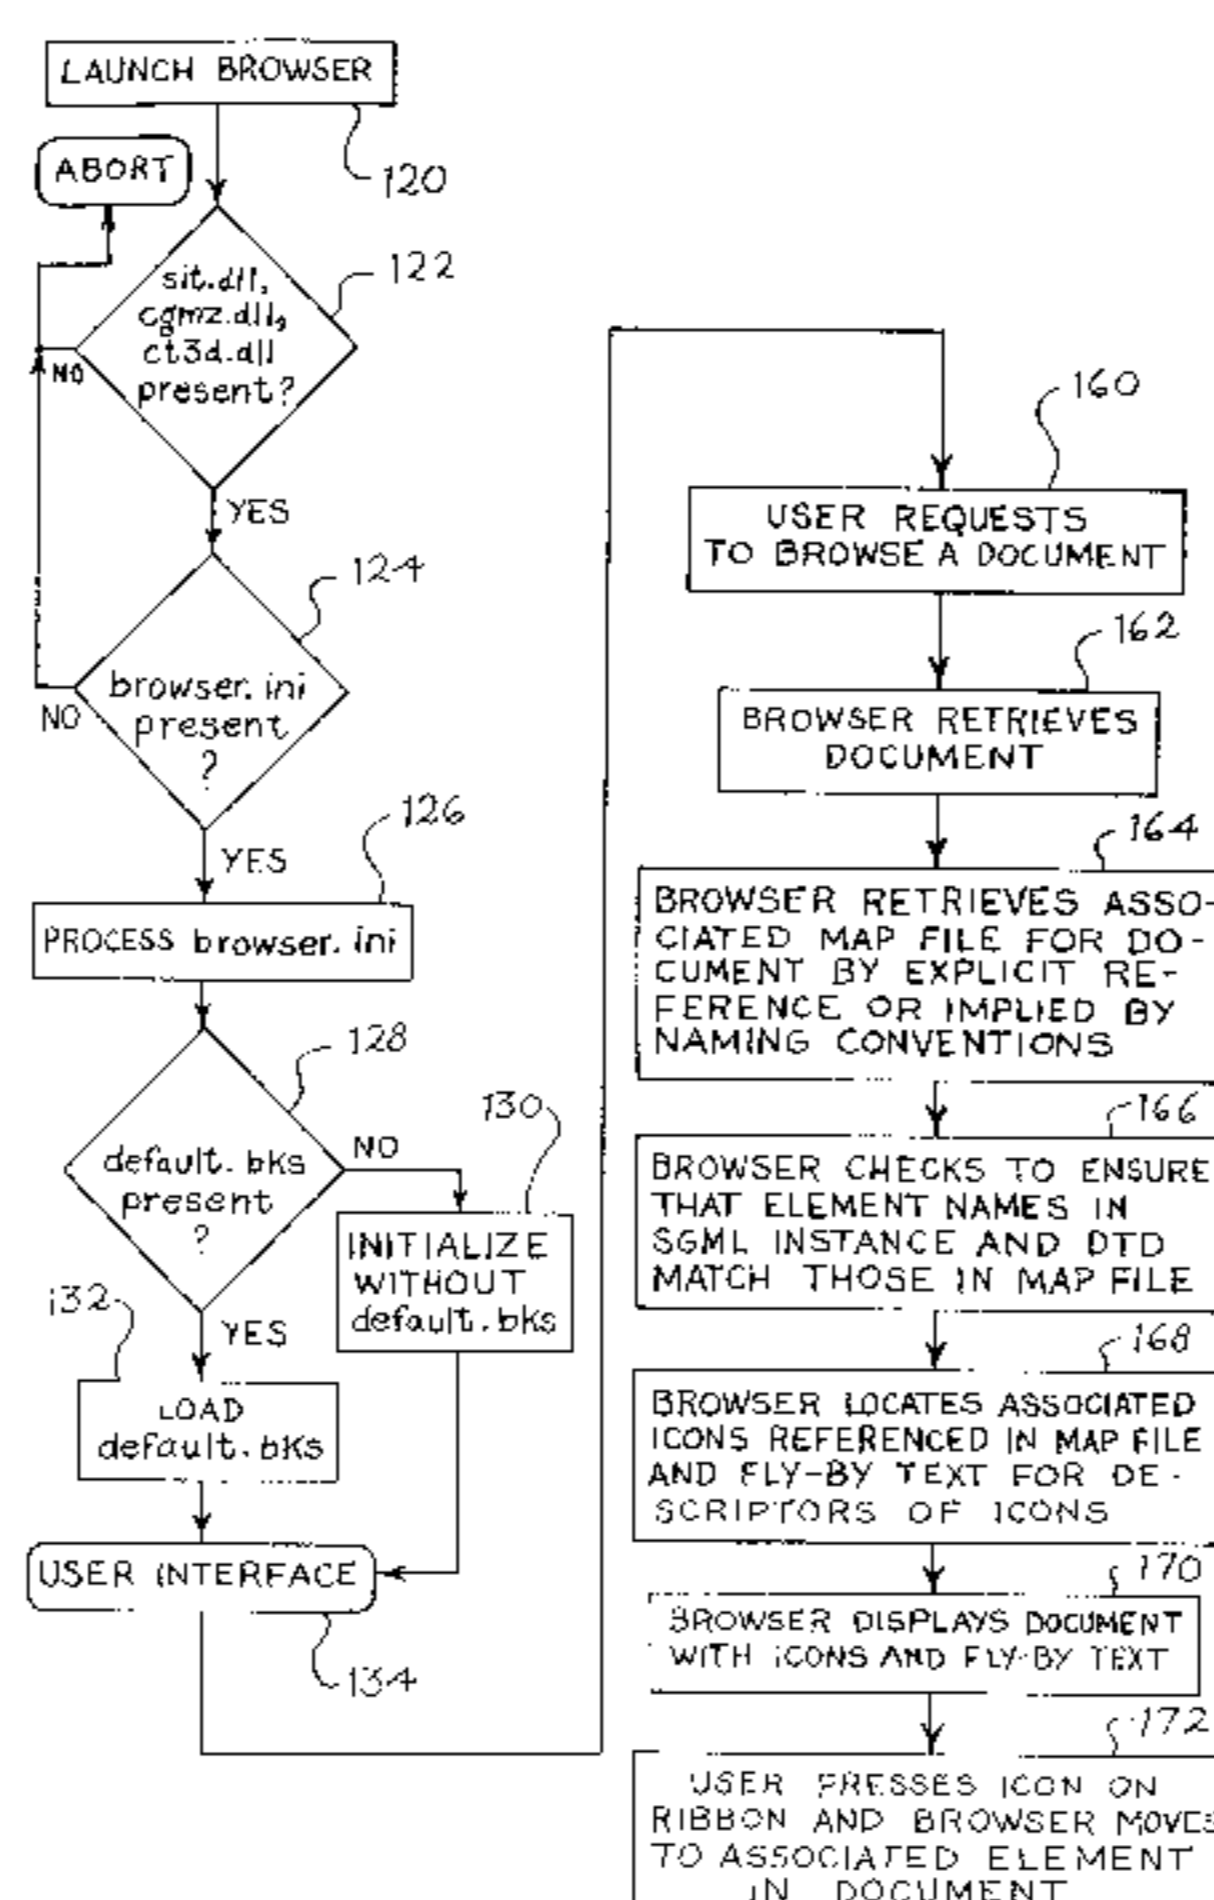 LAUNCH BROWSER
120
ABORT
122
sit.dll,
cgmz.dll,
ct3d.dll
present?
NO
YES
124
browser.ini
present
?
NO
YES
126
PROCESS browser.ini
128
default.bks
present
?
NO
130
INITIALIZE
WITHOUT
default.bks
YES
132
LOAD
default.bks
USER INTERFACE
134
160
USER REQUESTS
TO BROWSE A DOCUMENT
162
BROWSER RETRIEVES
DOCUMENT
164
BROWSER RETRIEVES ASSO-
CIATED MAP FILE FOR DO-
CUMENT BY EXPLICIT RE-
FERENCE OR IMPLIED BY
NAMING CONVENTIONS
166
BROWSER CHECKS TO ENSURE
THAT ELEMENT NAMES IN
SGML INSTANCE AND DTD
MATCH THOSE IN MAP FILE
168
BROWSER LOCATES ASSOCIATED
ICONS REFERENCED IN MAP FILE
AND FLY-BY TEXT FOR DE-
SCRIPTORS OF ICONS
170
BROWSER DISPLAYS DOCUMENT
WITH ICONS AND FLY-BY TEXT
172
USER PRESSES ICON ON
RIBBON AND BROWSER MOVES
TO ASSOCIATED ELEMENT
IN DOCUMENT